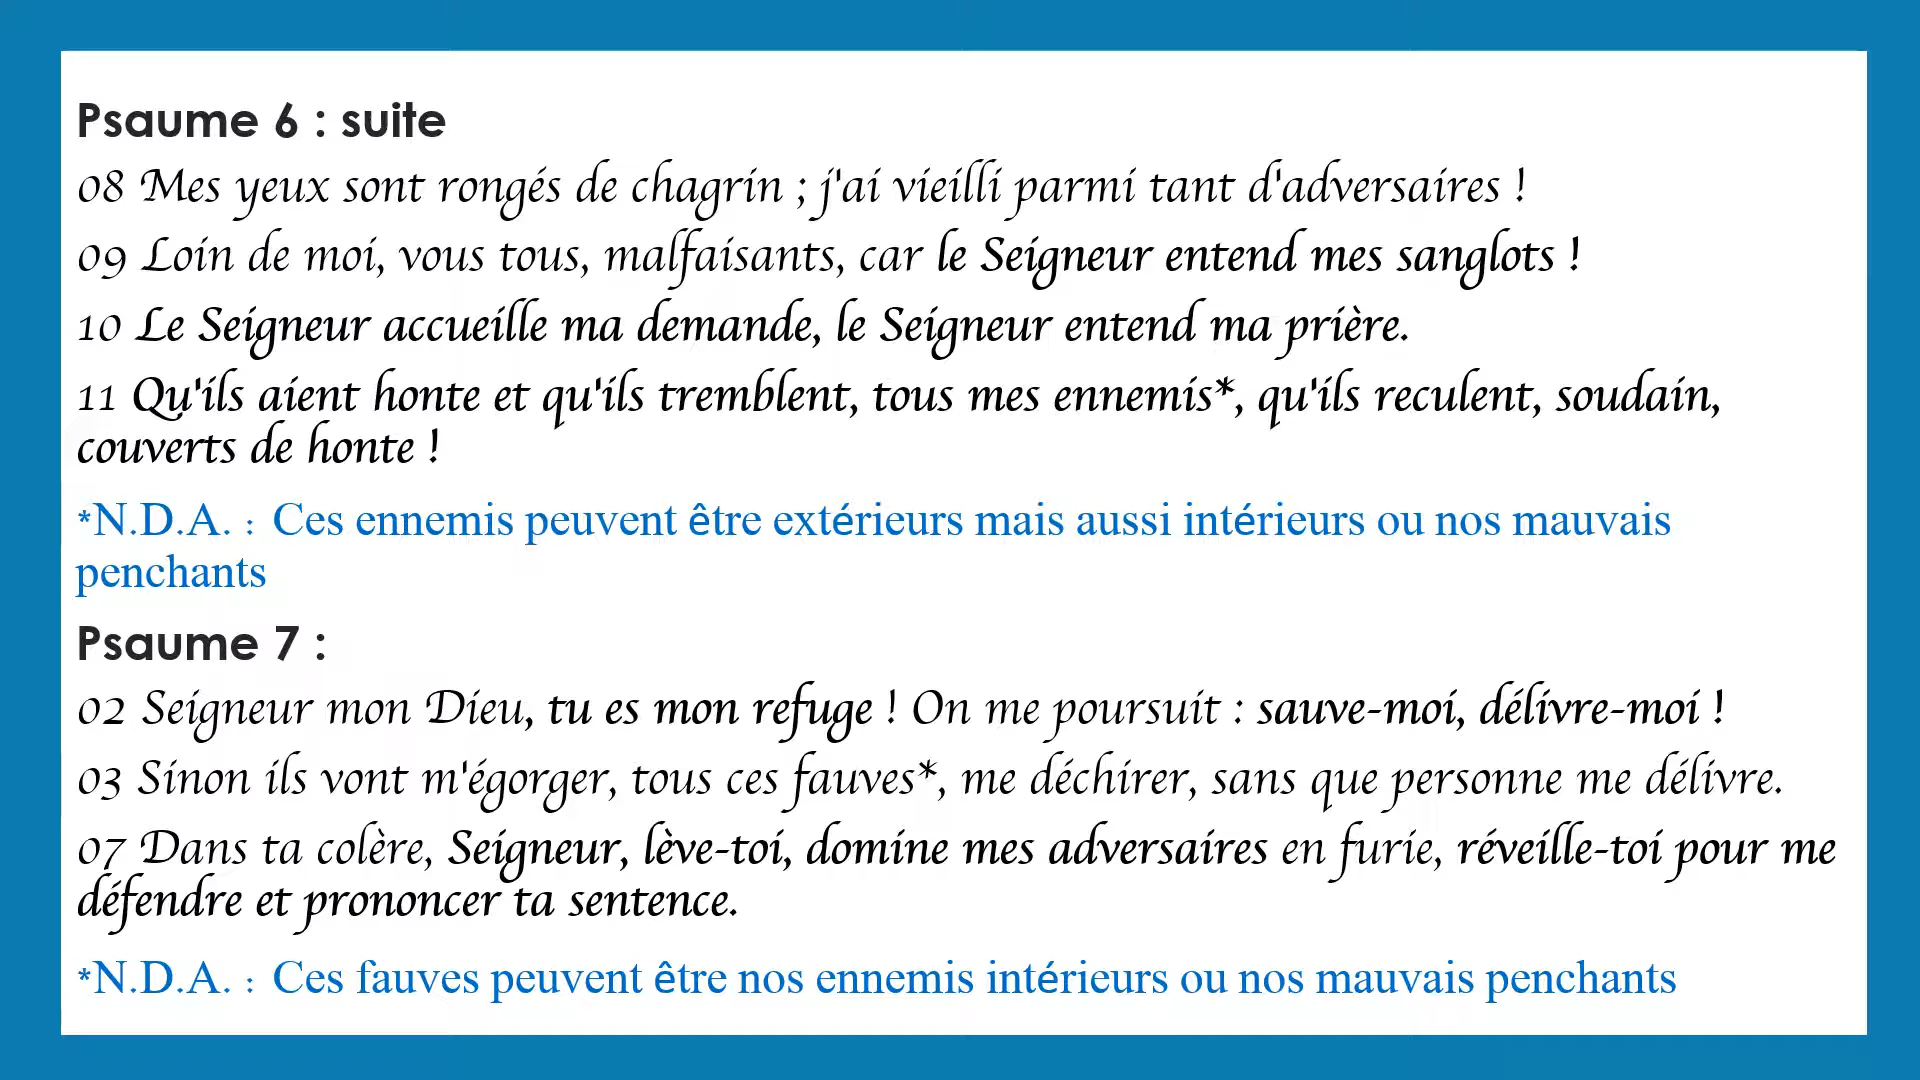 Psaume 6 : suite
08 Mes yeux sont rongés de chagrin ; j'ai vieilli parmi tant d'adversaires !
09 Loin de moi, vous tous, malfaisants, car le Seigneur entend mes sanglots !
10 Le Seigneur accueille ma demande, le Seigneur entend ma prière.
11 Qu'ils aient honte et qu'ils tremblent, tous mes ennemis*, qu'ils reculent, soudain,
couverts de honte !
*N.D.A. : Ces ennemis peuvent être extérieurs mais aussi intérieurs ou nos mauvais
penchants
Psaume 7 :
02 Seigneur mon Dieu, tu es mon refuge ! On me poursuit : sauve-moi, délivre-moi !
03 Sinon ils vont m'égorger, tous ces fauves*, me déchirer, sans que personne me délivre.
07 Dans ta colère, Seigneur, lève-toi, domine mes adversaires en furie, réveille-toi pour me
défendre et prononcer ta sentence.
*N.D.A. : Ces fauves peuvent être nos ennemis intérieurs ou nos mauvais penchants